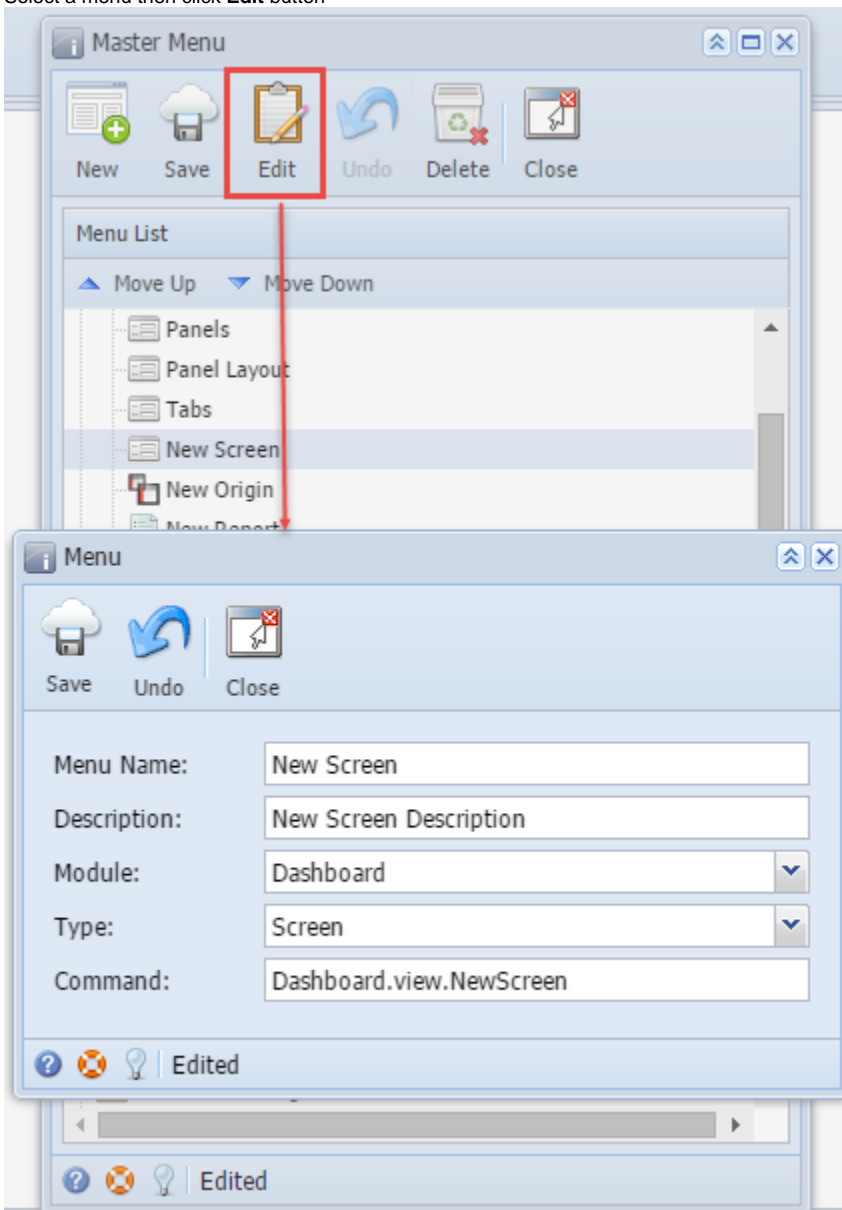 Select a menu then click Edit button
Master Menu
New Save Edit Undo Delete Close
Menu List
Move Up Move Down
Panels
Panel Layout
Tabs
New Screen
New Origin
New Report
Menu
Save Undo Close
Menu Name: New Screen
Description: New Screen Description
Module: Dashboard
Type: Screen
Command: Dashboard.view.NewScreen
Edited
Edited